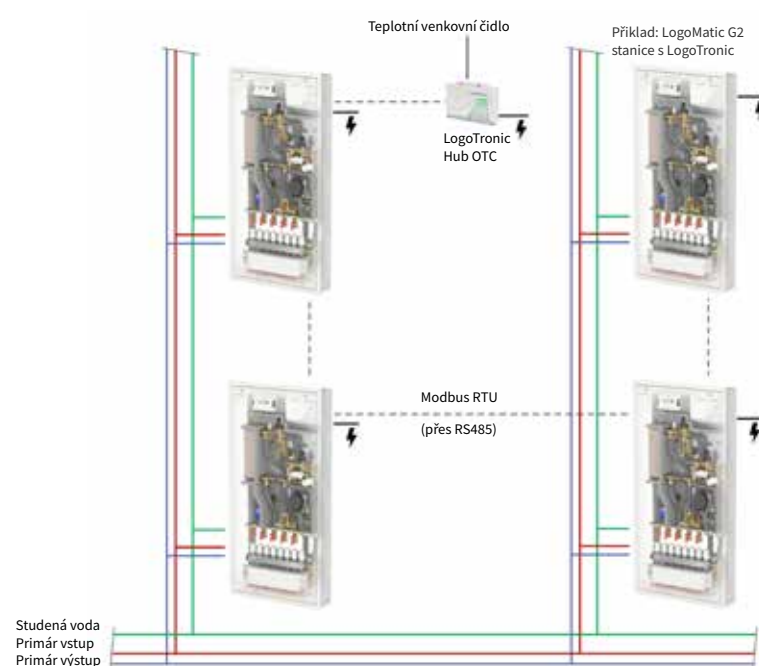 Teplotní venkovní čidlo
Přiklad: LogoMatic G2
stanice s LogoTronic
LogoTronic
Hub OTC
Modbus RTU
(přes RS485)
Studená voda
Primár vstup
Primár výstup